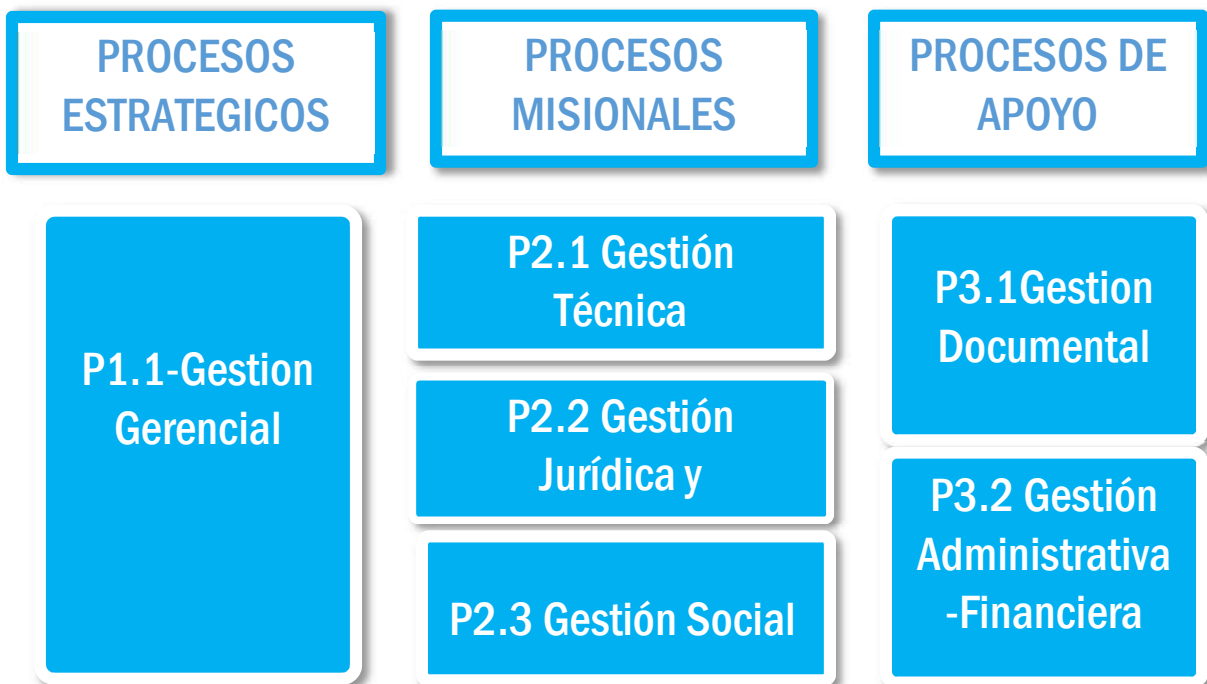 PROCESOS
ESTRATEGICOS
PROCESOS
MISIONALES
PROCESOS DE
APOYO
P1.1-Gestion
Gerencial
P2.1 Gestión
Técnica
P2.2 Gestión
Jurídica y
P2.3 Gestión Social
P3.1Gestion
Documental
P3.2 Gestión
Administrativa
-Financiera